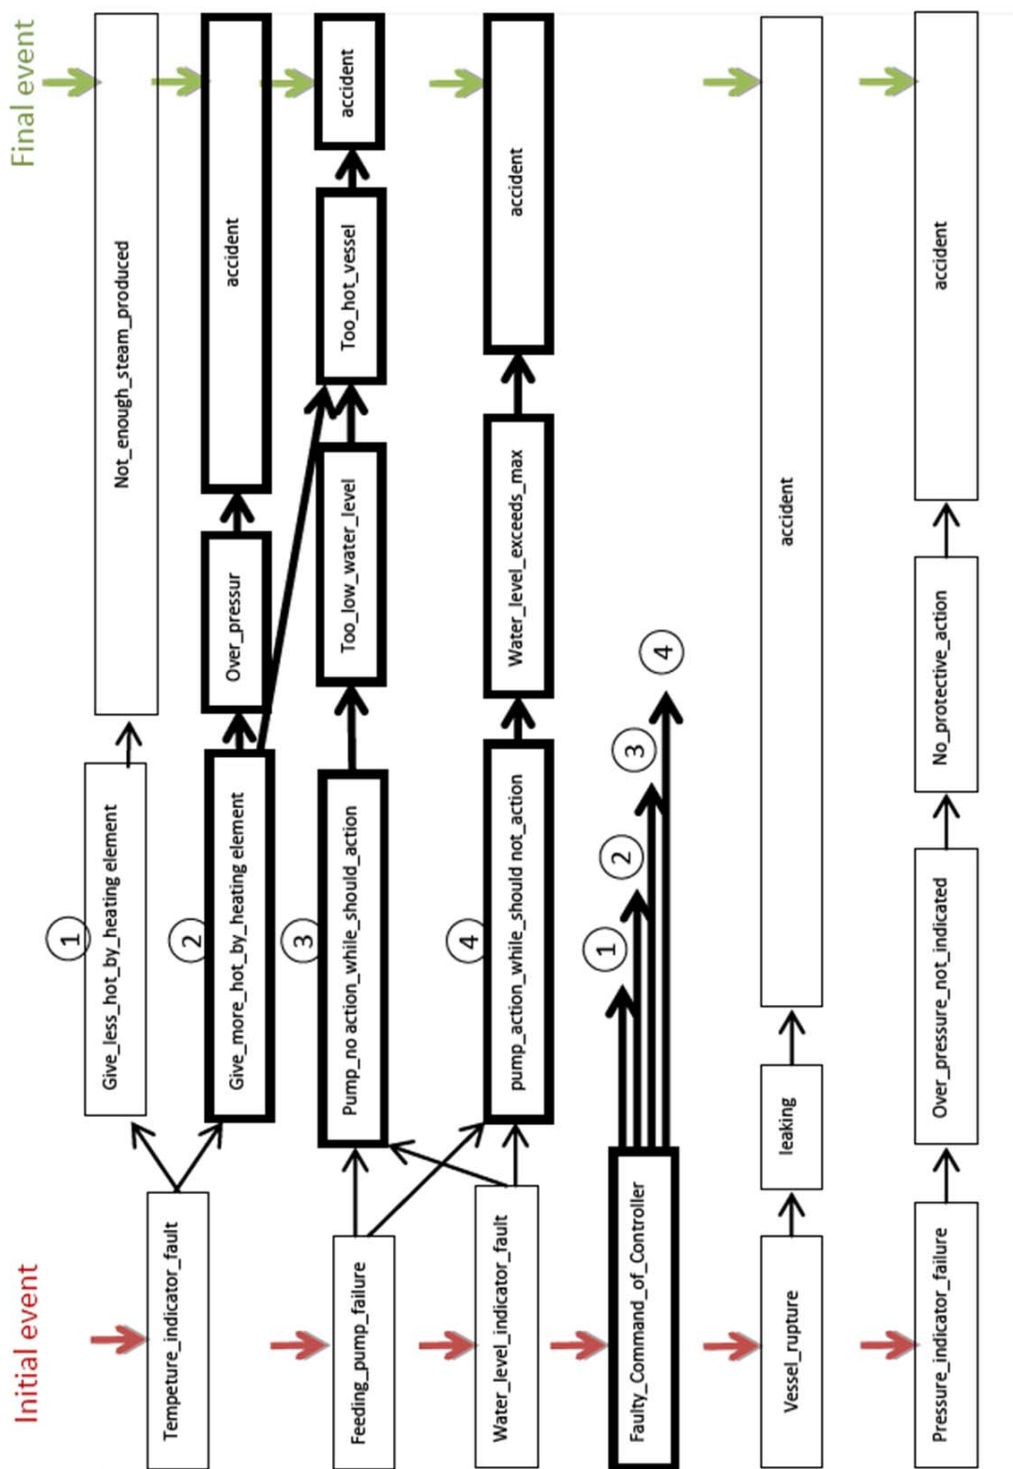 Initial event
Final event
Tempeture_indicator_fault
1
Give_less_hot_by_heating element
Not_enough_steam_produced
2
Give_more_hot_by_heating element
Over_pressur
accident
Feeding_pump_failure
3
Pump_no action_while_should_action
Too_low_water_level
Too_hot_vessel
accident
Water_level_indicator_fault
4
pump_action_while_should not_action
Water_level_exceeds_max
accident
Faulty_Command_of_Controller
1
2
3
4
Vessel_rupture
leaking
accident
Pressure_indicator_failure
Over_pressure_not_indicated
No_protective_action
accident